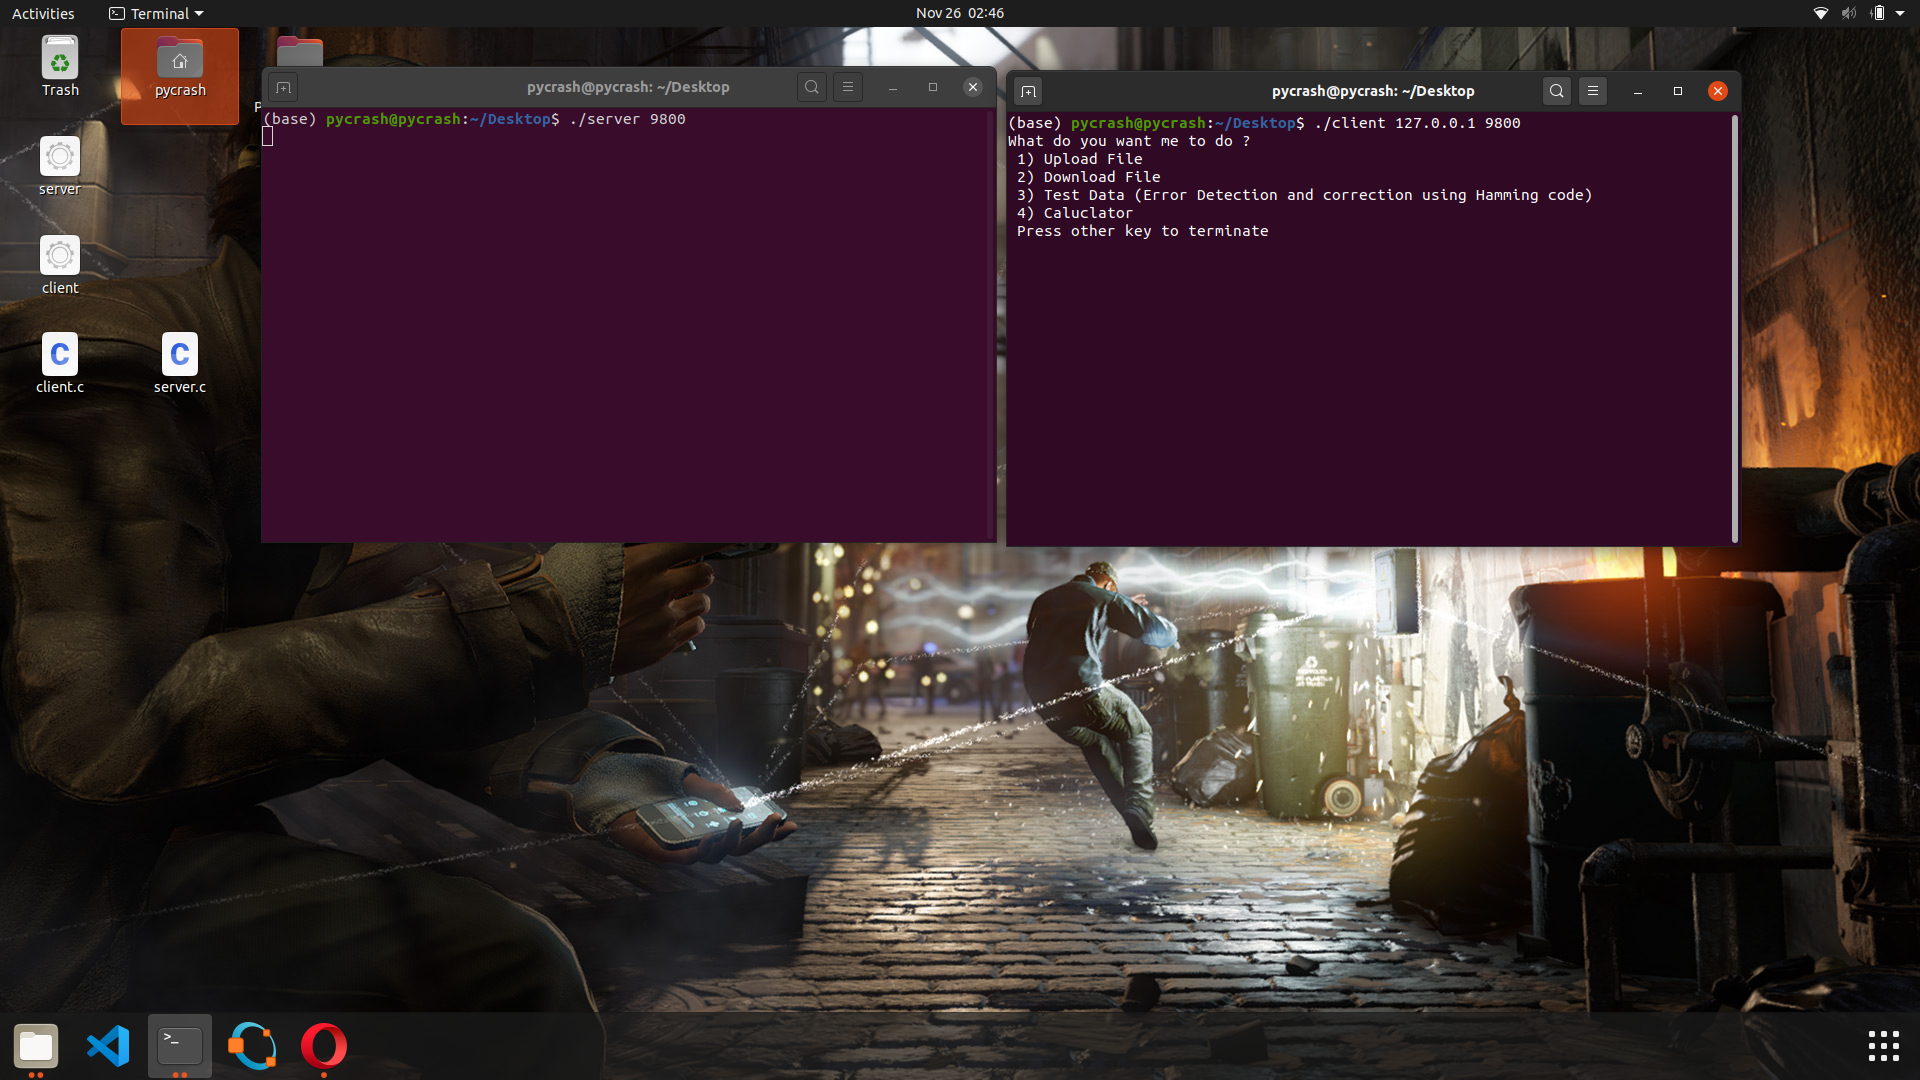 Activities
Terminal
Nov 26 02:46
Trash
pycrash
P
server
client
client.c
server.c
pycrash@pycrash: ~/Desktop
(base) pycrash@pycrash:~/Desktop$ ./server 9800
pycrash@pycrash: ~/Desktop
(base) pycrash@pycrash:~/Desktop$ ./client 127.0.0.1 9800
What do you want me to do ?
1) Upload File
2) Download File
3) Test Data (Error Detection and correction using Hamming code)
4) Caluclator
Press other key to terminate